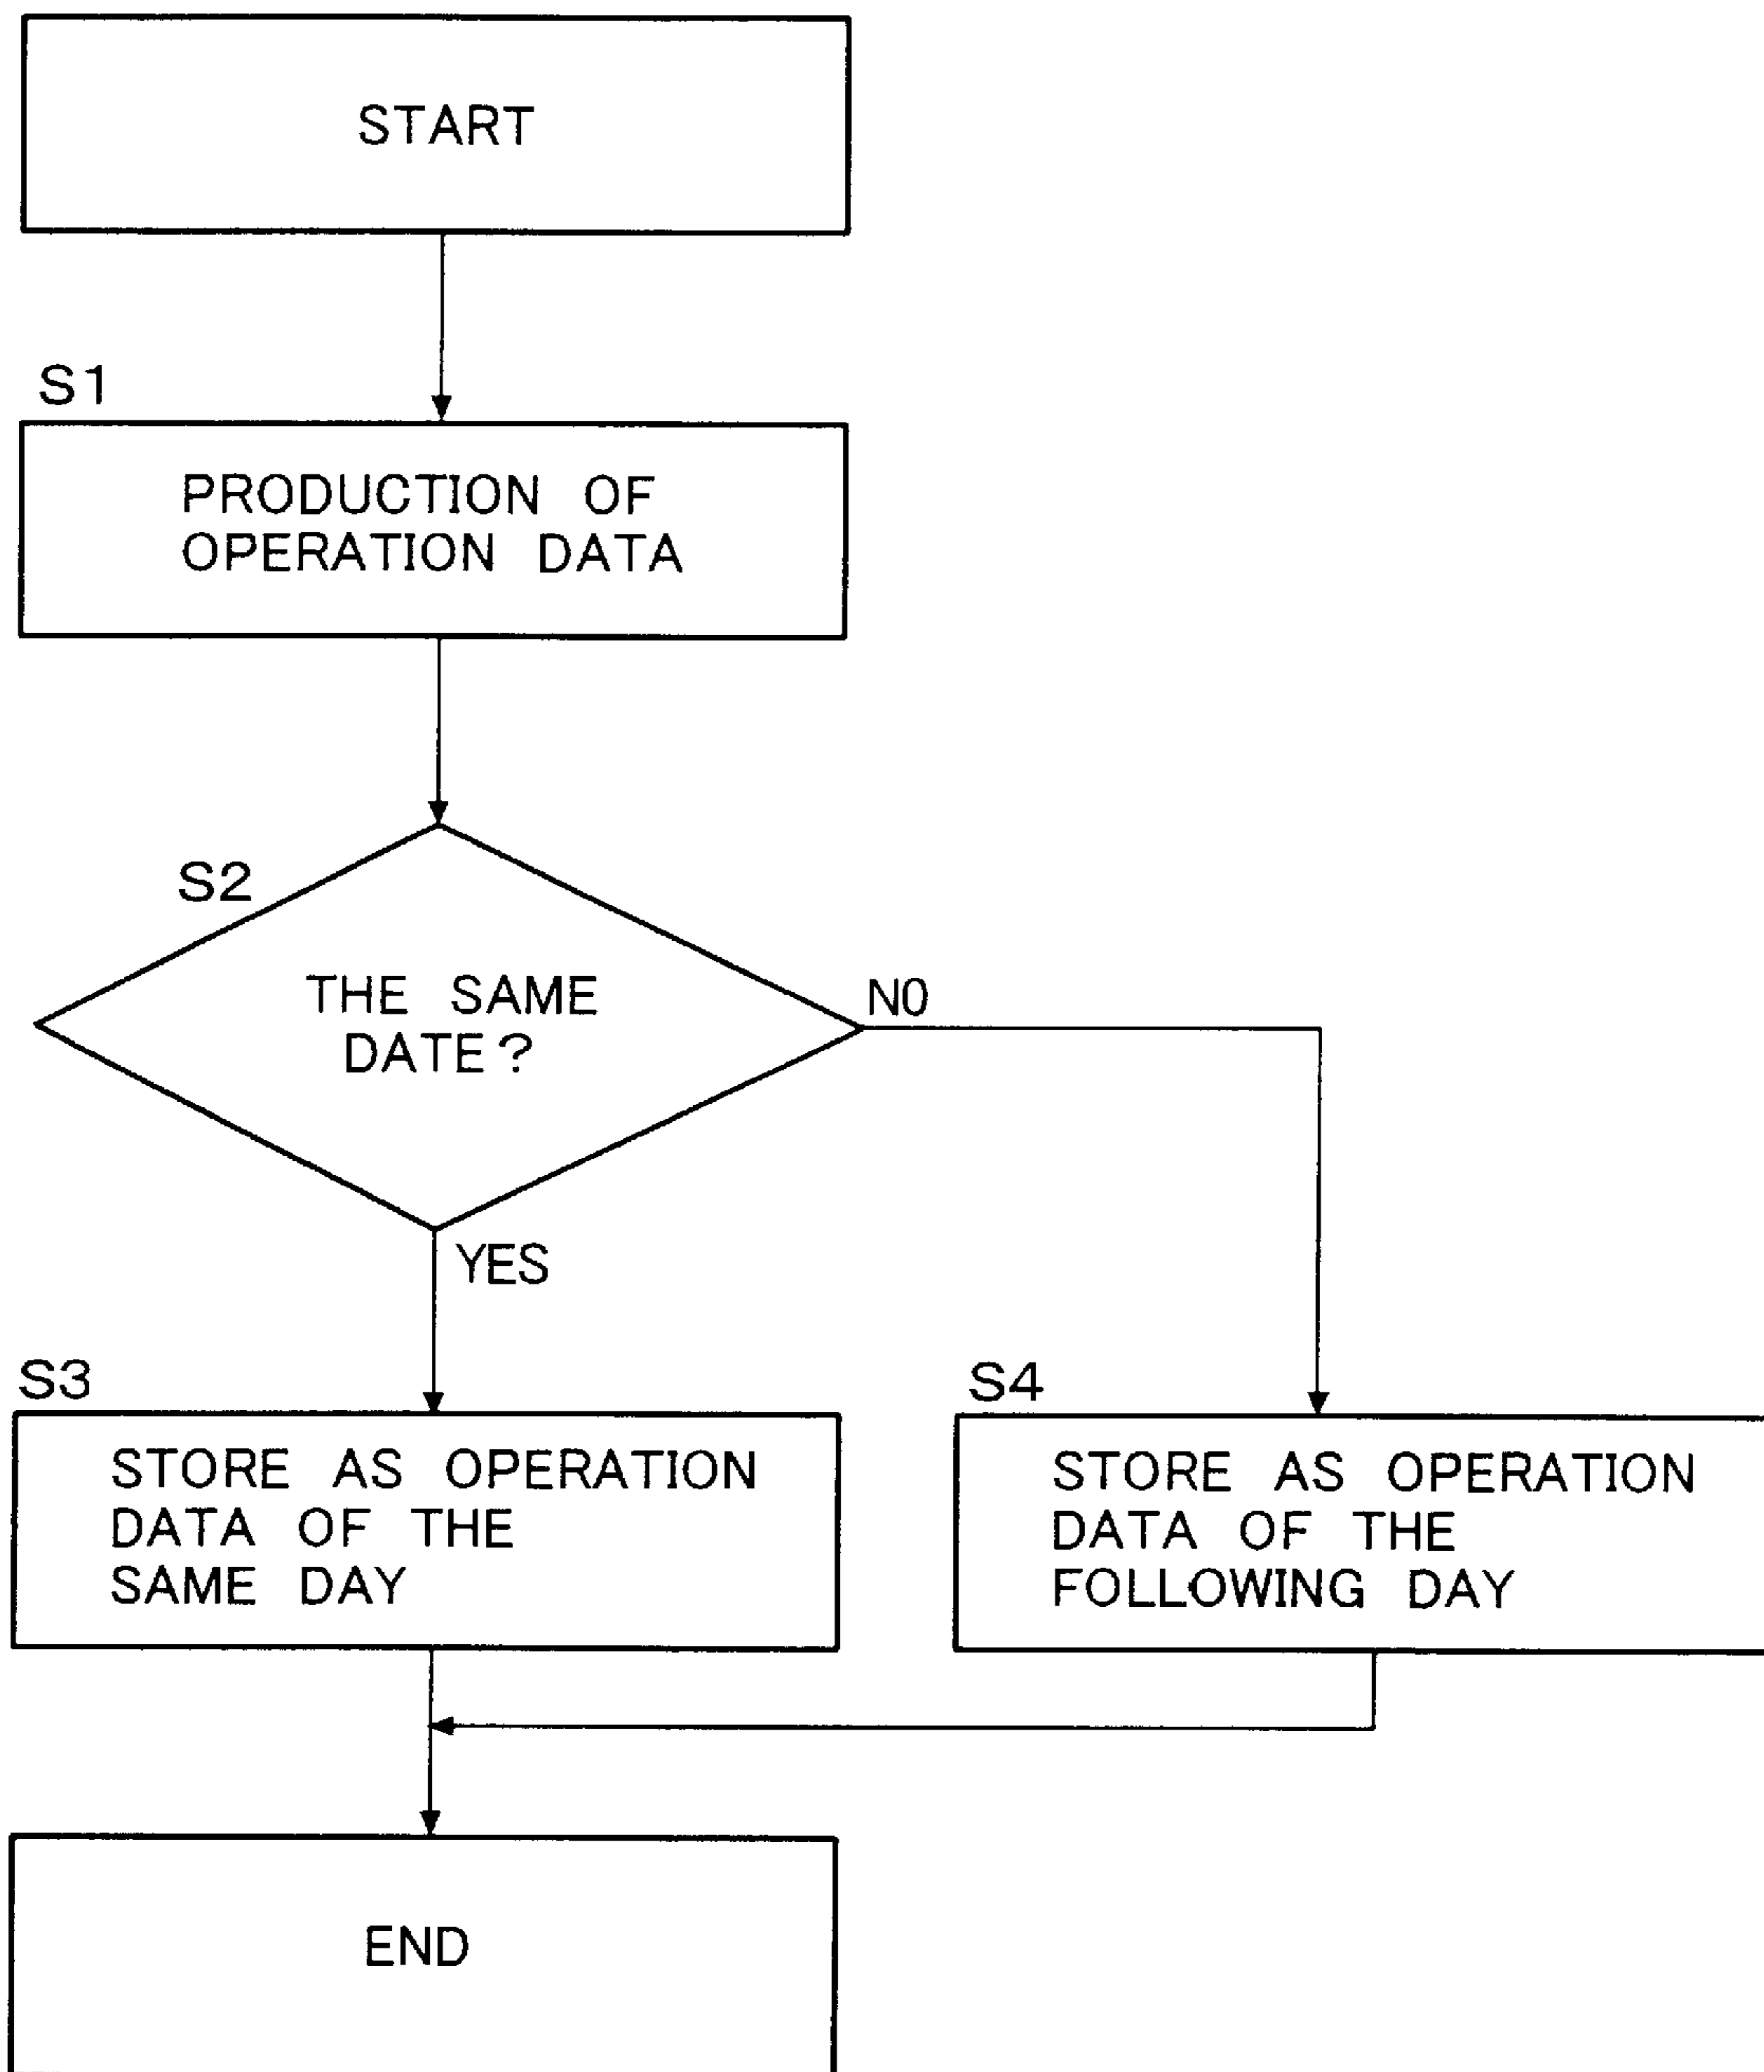 START
S1
PRODUCTION OF
OPERATION DATA
S2
THE SAME
DATE?
NO
YES
S3
STORE AS OPERATION
DATA OF THE
SAME DAY
S4
STORE AS OPERATION
DATA OF THE
FOLLOWING DAY
END